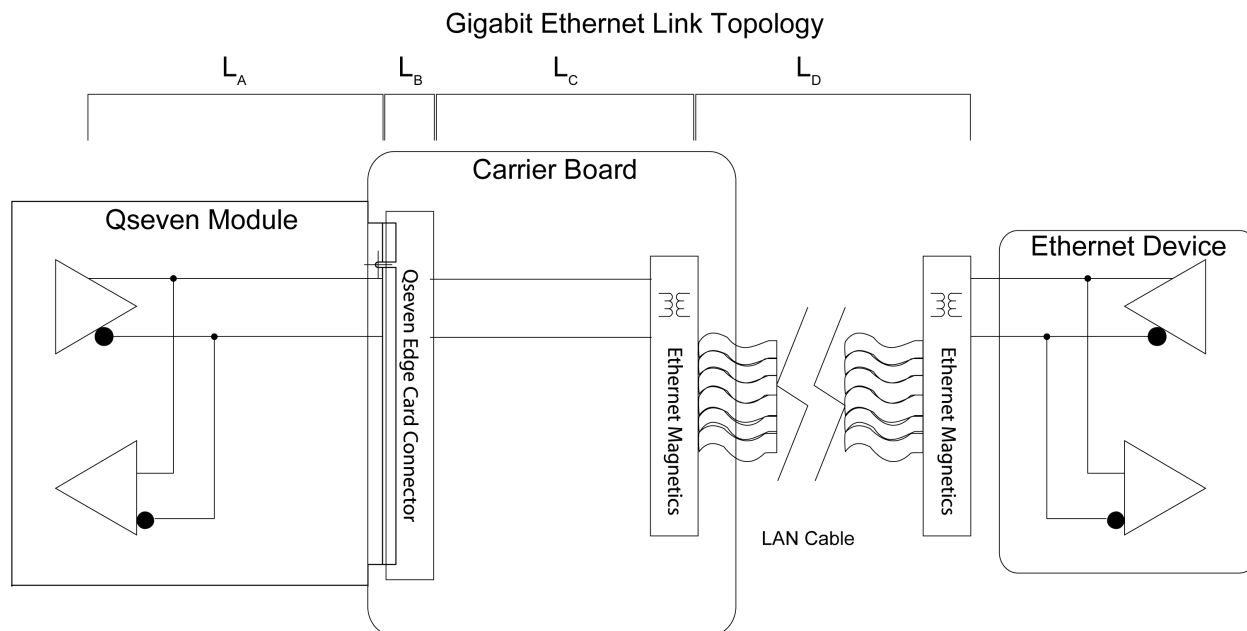 Gigabit Ethernet Link Topology
LA
LB
LC
LD
Carrier Board
Qseven Module
Ethernet Device
Qseven Edge Card Connector
Ethernet Magnetics
Ethernet Magnetics
LAN Cable